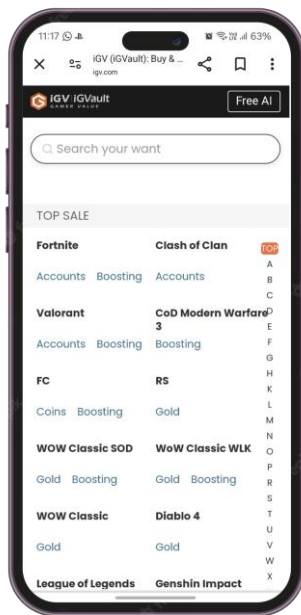 11:17 63%
iGV (iGVault): Buy & ...
igv.com
iGV iGVault
GAMER VALUE
Free AI
Search your want
TOP SALE
Fortnite Clash of Clan
Accounts Boosting Accounts
Valorant CoD Modern Warfare 3
Accounts Boosting Boosting
FC RS
Coins Boosting Gold
WOW Classic SOD WoW Classic WLK
Gold Boosting Gold Boosting
WOW Classic Diablo 4
Gold Gold
League of Legends Genshin Impact
TOP
A
B
C
D
E
F
G
H
K
L
M
N
O
P
R
S
T
U
V
W
X